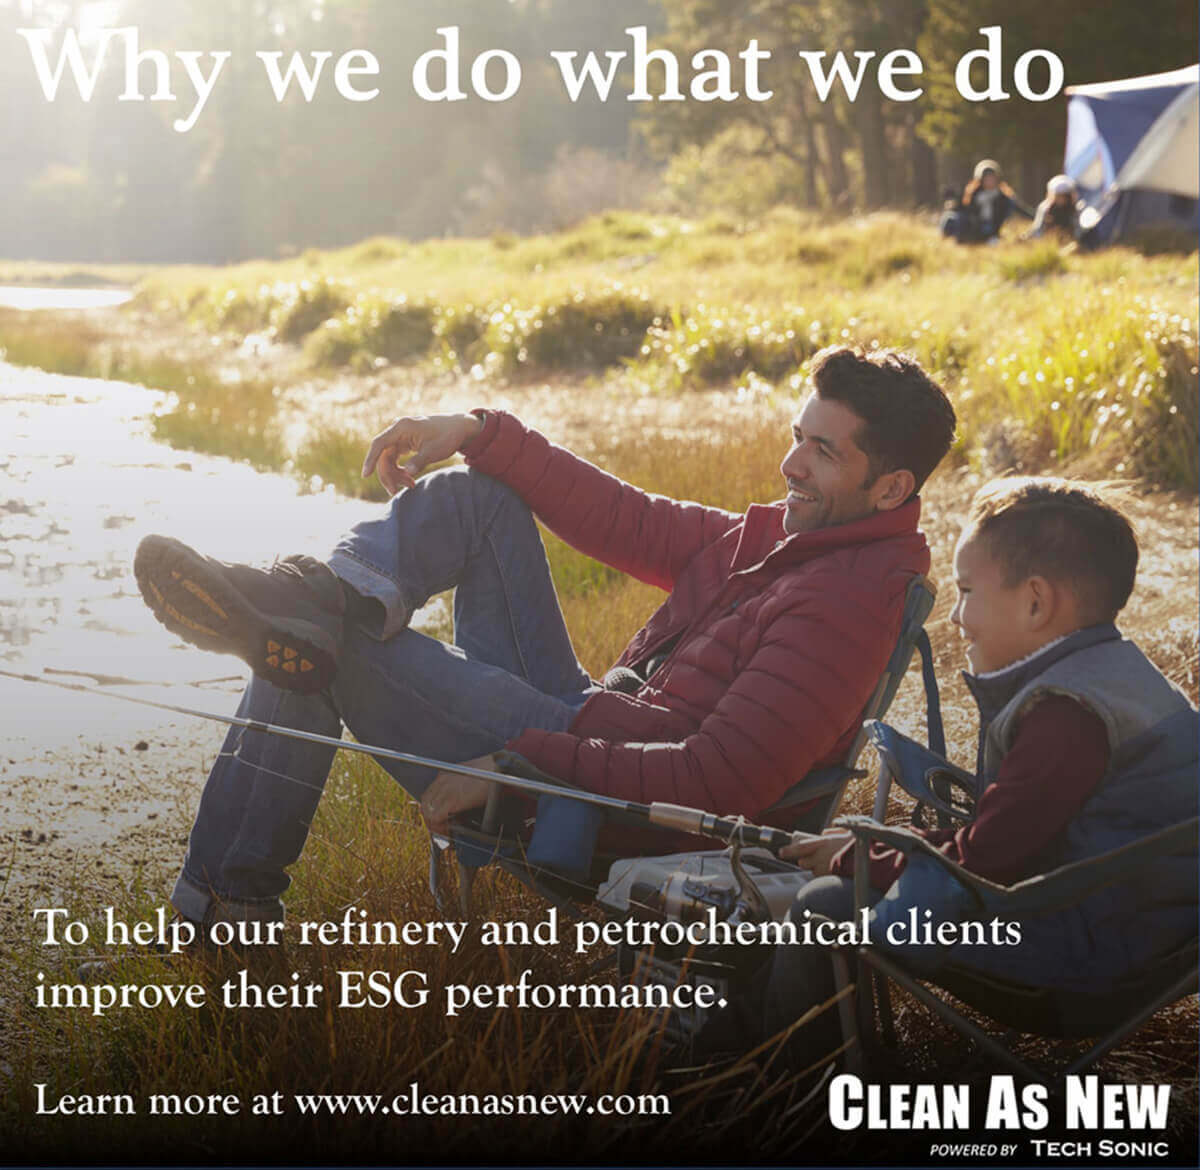 Why we do what we do
To help our refinery and petrochemical clients
improve their ESG performance.
Learn more at www.cleanasnew.com
CLEAN AS NEW
POWERED BY TECH SONIC